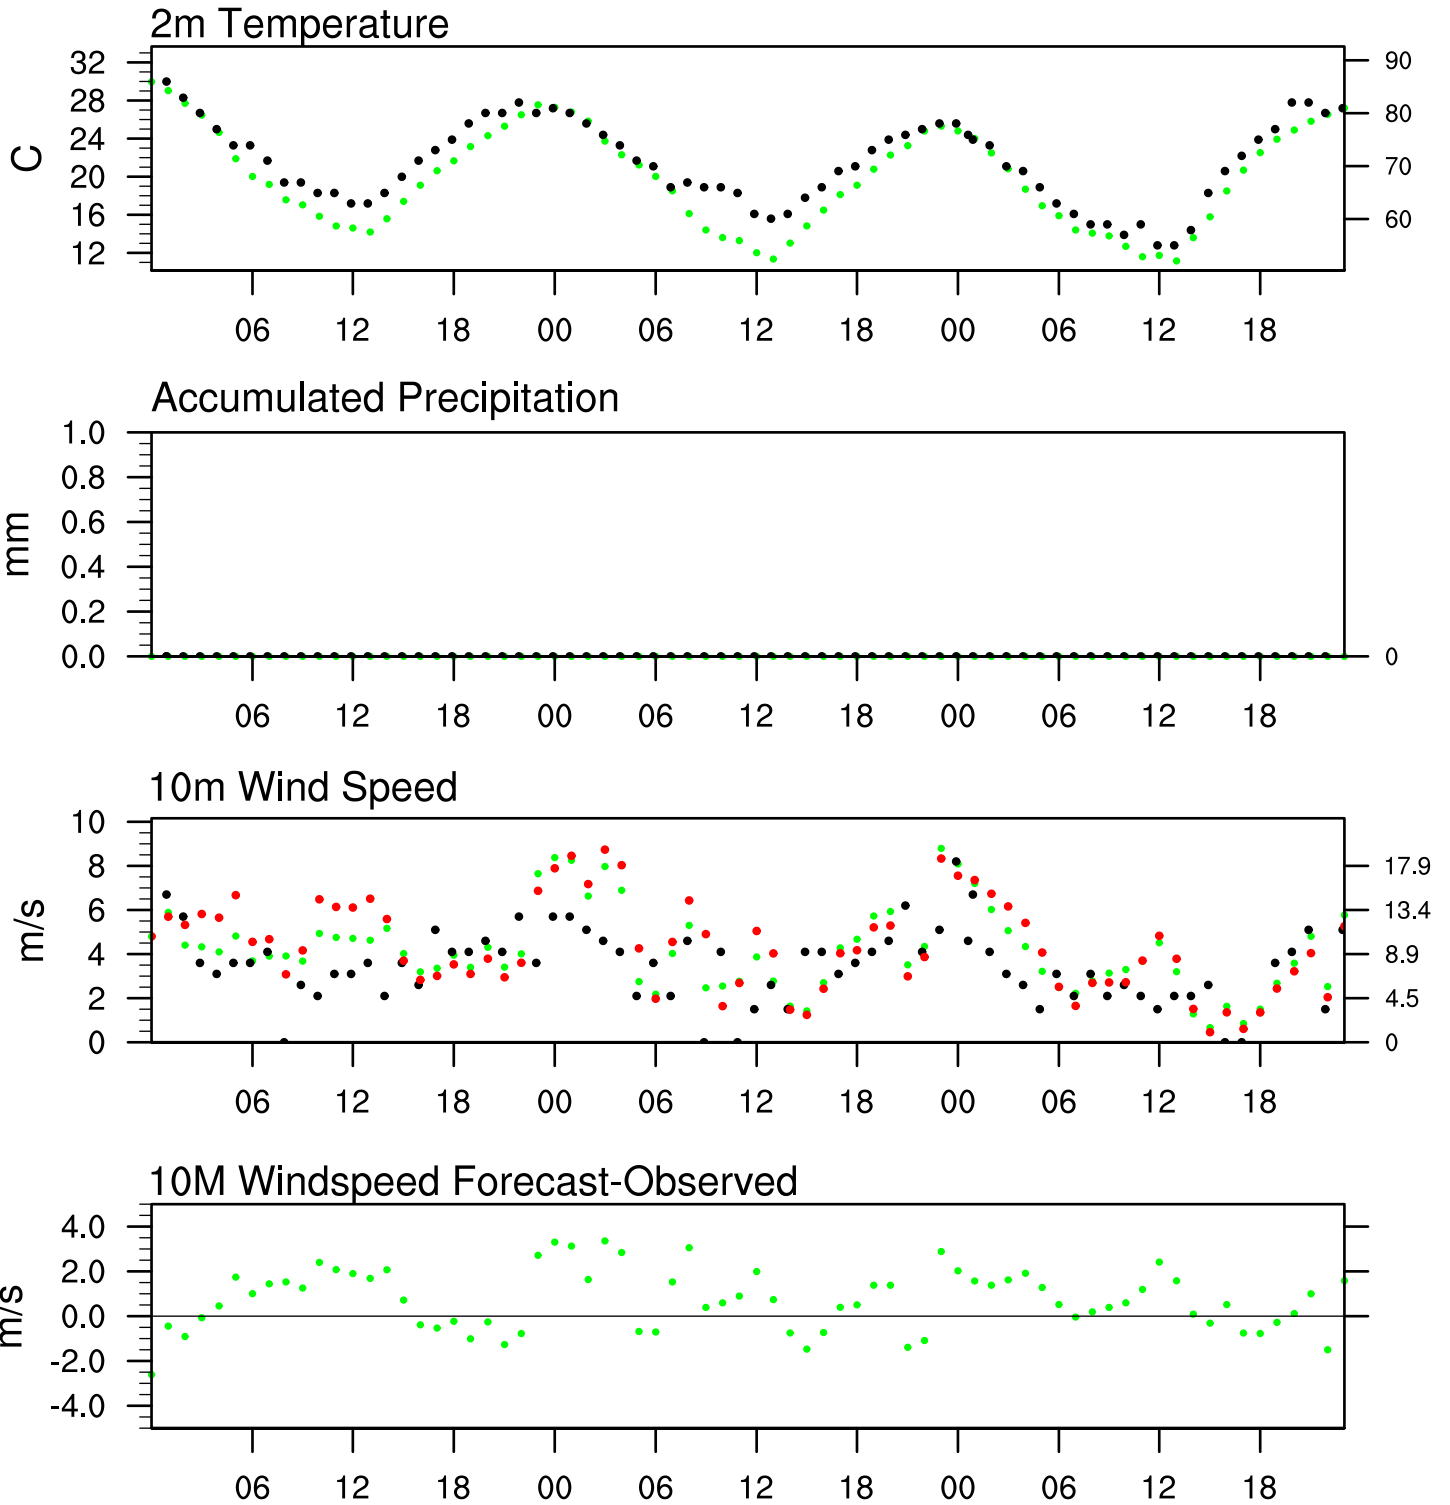 2m Temperature
32 90
28 80
24
C
20 70
16 60
12
06 12 18 00 06 12 18 00 06 12 18
Accumulated Precipitation
1.0
0.8
0.6
mm
0.4
0.2
0.0 0
06 12 18 00 06 12 18 00 06 12 18
10m Wind Speed
10
8 17.9
6 13.4
m/s
4 8.9
2 4.5
0 0
06 12 18 00 06 12 18 00 06 12 18
10M Windspeed Forecast-Observed
4.0
2.0
0.0
m/s
-2.0
-4.0
06 12 18 00 06 12 18 00 06 12 18